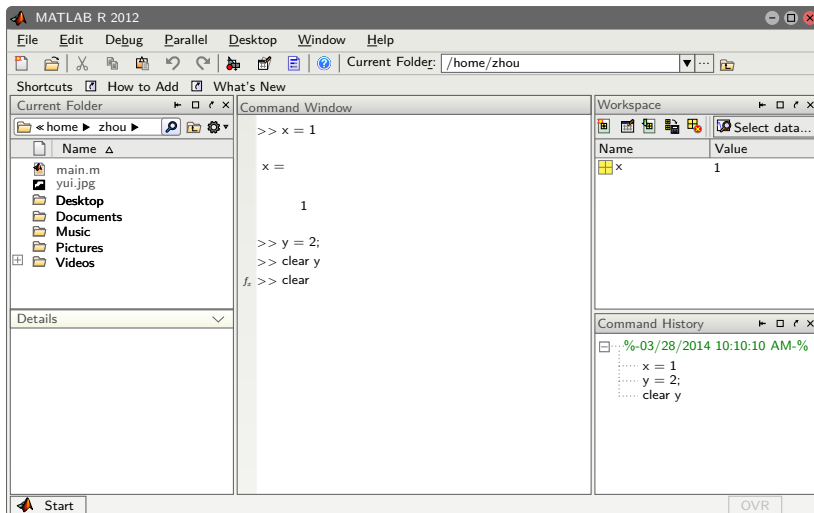 MATLAB R 2012
File Edit Debug Parallel Desktop Window Help
Current Folder: /home/zhou ...
Shortcuts How to Add What's New
Current Folder
« home ▶ zhou ▶
Name
main.m
yui.jpg
Desktop
Documents
Music
Pictures
Videos
Details
Command Window
>> x = 1
x =
1
>> y = 2;
>> clear y
fx >> clear
Workspace
Select data...
Name Value
x 1
Command History
%-03/28/2014 10:10:10 AM-%
x = 1
y = 2;
clear y
Start
OVR